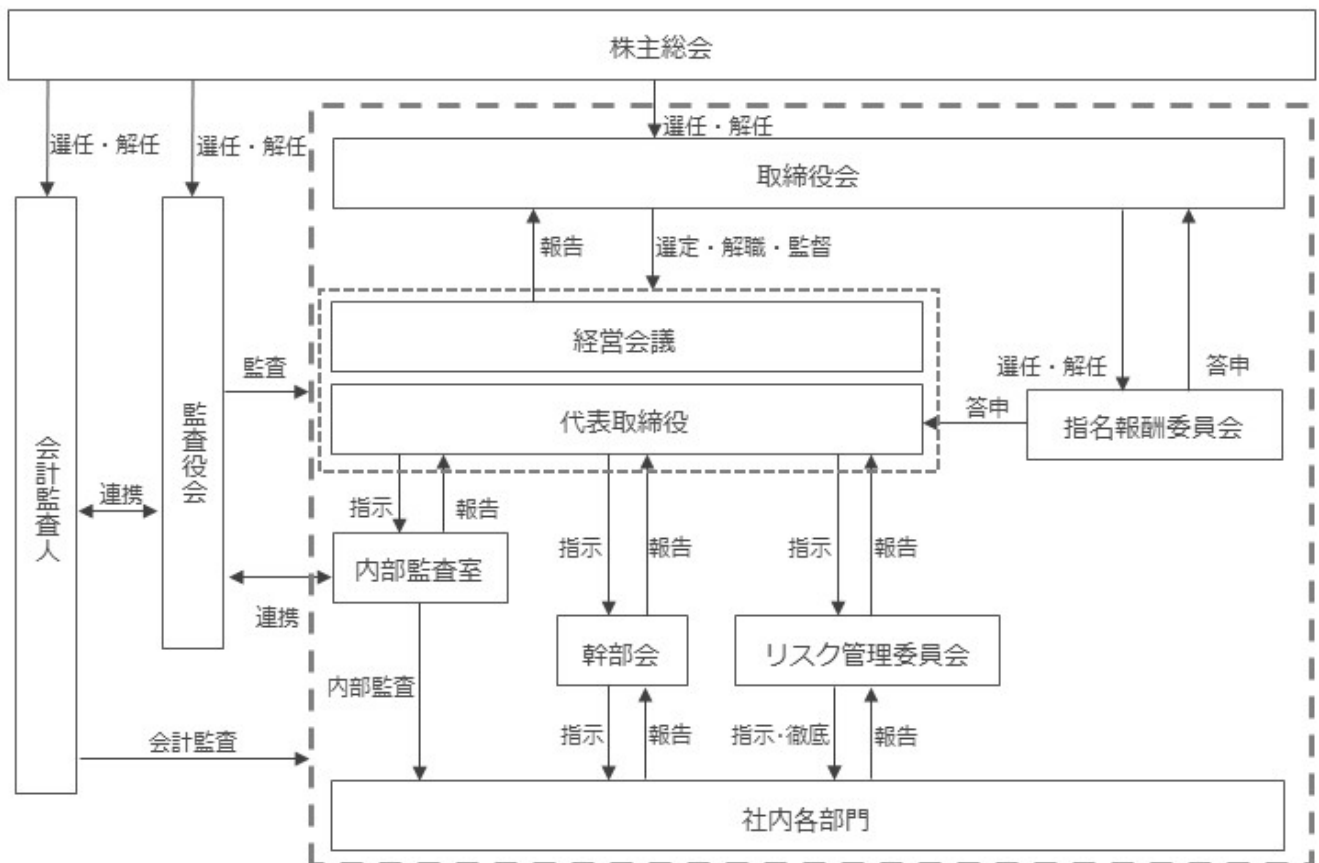 株主総会
選任・解任
選任・解任
選任・解任
取締役会
報告
選定・解職・監督
経営会議
監査
選任・解任
答申
代表取締役
答申
指名報酬委員会
会計監査人
監査役会
連携
指示
報告
指示
報告
指示
報告
内部監査室
連携
幹部会
リスク管理委員会
内部監査
会計監査
指示
報告
指示・徹底
報告
社内各部門